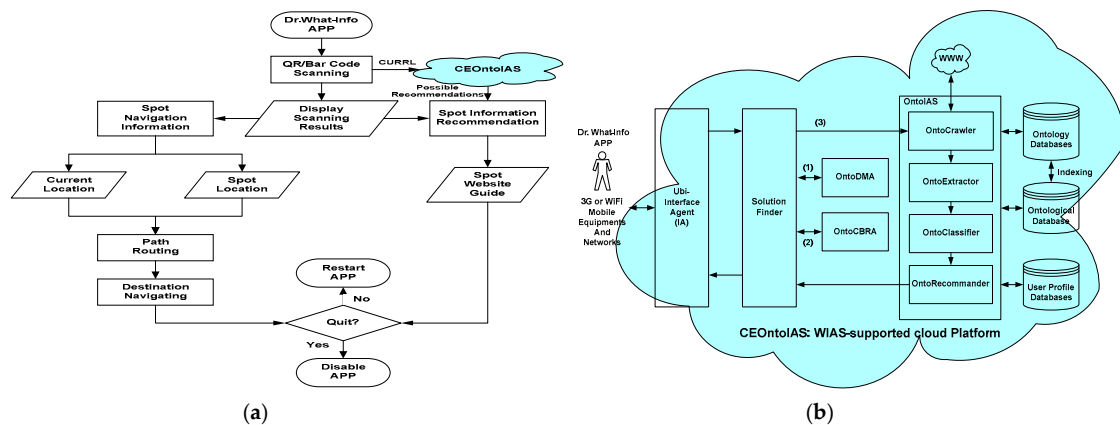 Dr.What-Info
APP
QR/Bar Code
Scanning
CURRL
CEOntoIAS
Possible
Recommendations
Spot
Navigation
Information
Display
Scanning
Results
Spot Information
Recommendation
Current
Location
Spot
Location
Spot
Website
Guide
Path
Routing
Destination
Navigating
Restart
APP
No
Quit?
Yes
Disable
APP
(a)
WWW
OntoIAS
Dr. What-Info
APP
3G or WiFi
Mobile
Equipments
And
Networks
Ubi-
Interface
Agent
(IA)
Solution
Finder
(3)
(1)
OntoDMA
(2)
OntoCBRA
OntoCrawler
OntoExtractor
OntoClassifier
OntoRecommander
Ontology
Databases
Indexing
Ontological
Database
User Profile
Databases
CEOntoIAS: WIAS-supported cloud Platform
(b)